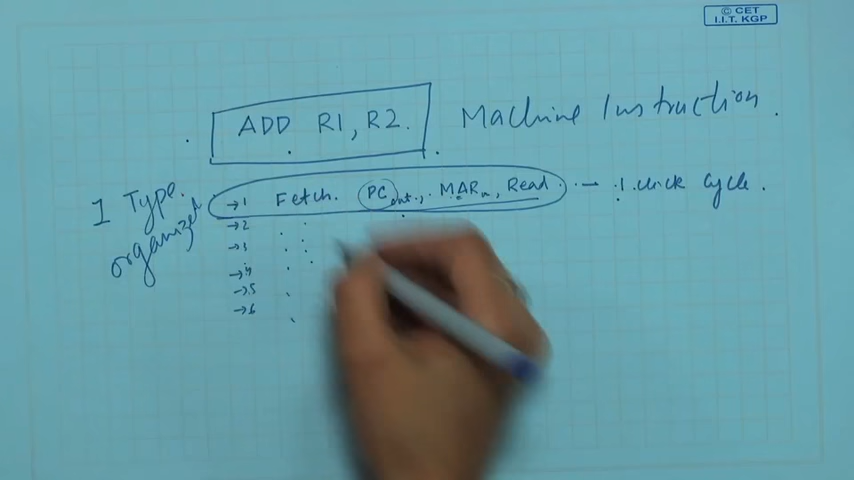 © CET
I.I.T. KGP
ADD R1, R2. Machine Instruction.
1 Type.
organized
→1 Fetch. PCout, MARin, Read. — 1 clock cycle.
→2
→3
→4
→5
→6